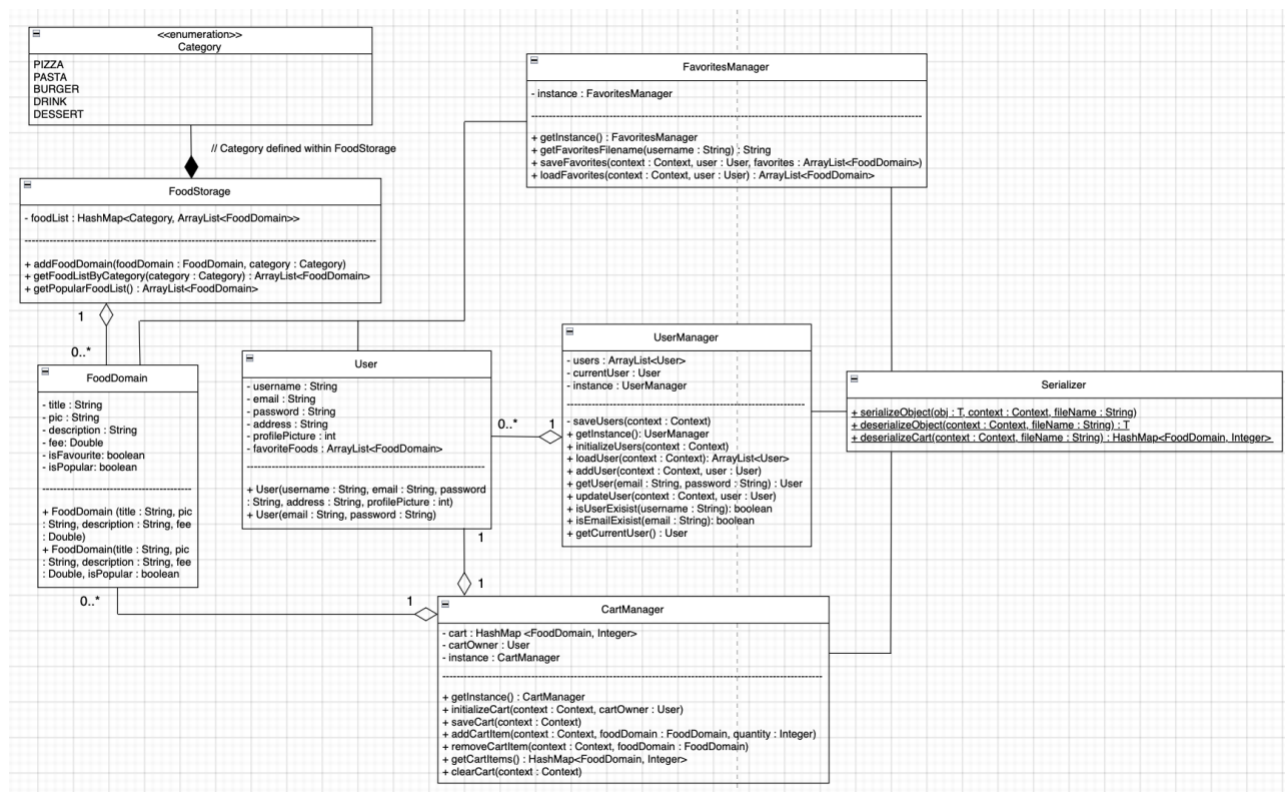 <<enumeration>>
Category
PIZZA
PASTA
BURGER
DRINK
DESSERT
// Category defined within FoodStorage
FoodStorage
- foodList : HashMap<Category, ArrayList<FoodDomain>>
+ addFoodDomain(foodDomain : FoodDomain, category : Category)
+ getFoodListByCategory(category : Category) : ArrayList<FoodDomain>
+ getPopularFoodList() : ArrayList<FoodDomain>
1
0..*
FavoritesManager
- instance : FavoritesManager
+ getInstance() : FavoritesManager
+ getFavoritesFilename(username : String) : String
+ saveFavorites(context : Context, user : User, favorites : ArrayList<FoodDomain>)
+ loadFavorites(context : Context, user : User) : ArrayList<FoodDomain>
FoodDomain
- title : String
- pic : String
- description : String
- fee: Double
- isFavourite: boolean
- isPopular: boolean
+ FoodDomain (title : String, pic
: String, description : String, fee
: Double)
+ FoodDomain(title : String, pic
: String, description : String, fee
: Double, isPopular : boolean
User
- username : String
- email : String
- password : String
- address : String
- profilePicture : int
- favoriteFoods : ArrayList<FoodDomain>
+ User(username : String, email : String, password
: String, address : String, profilePicture : int)
+ User(email : String, password : String)
0..*
1
UserManager
- users : ArrayList<User>
- currentUser : User
- instance : UserManager
- saveUsers(context : Context)
+ getInstance(): UserManager
+ initializeUsers(context : Context)
+ loadUser(context : Context): ArrayList<User>
+ addUser(context : Context, user : User)
+ getUser(email : String, password : String) : User
+ updateUser(context : Context, user : User)
+ isUserExisist(username : String): boolean
+ isEmailExisist(email : String): boolean
+ getCurrentUser() : User
Serializer
+ serializeObject(obj : T, context : Context, fileName : String)
+ deserializeObject(context : Context, fileName : String) : T
+ deserializeCart(context : Context, fileName : String) : HashMap<FoodDomain, Integer>
1
1
0..*
1
CartManager
- cart : HashMap <FoodDomain, Integer>
- cartOwner : User
- instance : CartManager
+ getInstance() : CartManager
+ initializeCart(context : Context, cartOwner : User)
+ saveCart(context : Context)
+ addCartItem(context : Context, foodDomain : FoodDomain, quantity : Integer)
+ removeCartItem(context : Context, foodDomain : FoodDomain)
+ getCartItems() : HashMap<FoodDomain, Integer>
+ clearCart(context : Context)